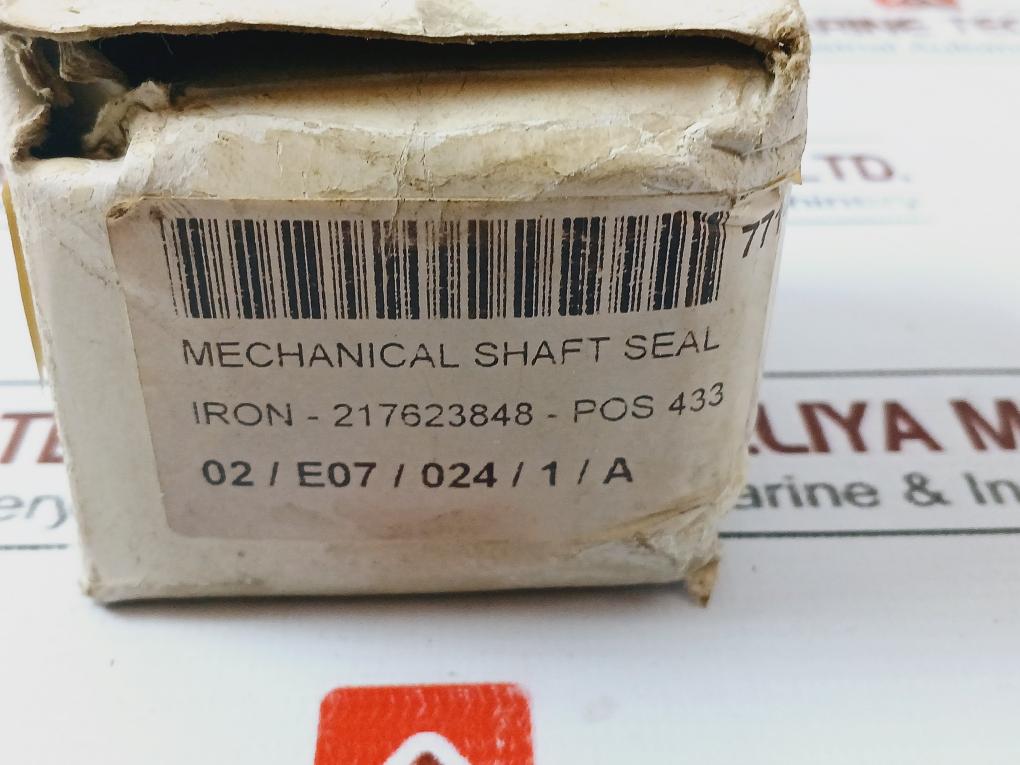 771
MECHANICAL SHAFT SEAL
IRON - 217623848 - POS 433
02 / E07 / 024 / 1 / A
LTD.
LIYA M
arine & In